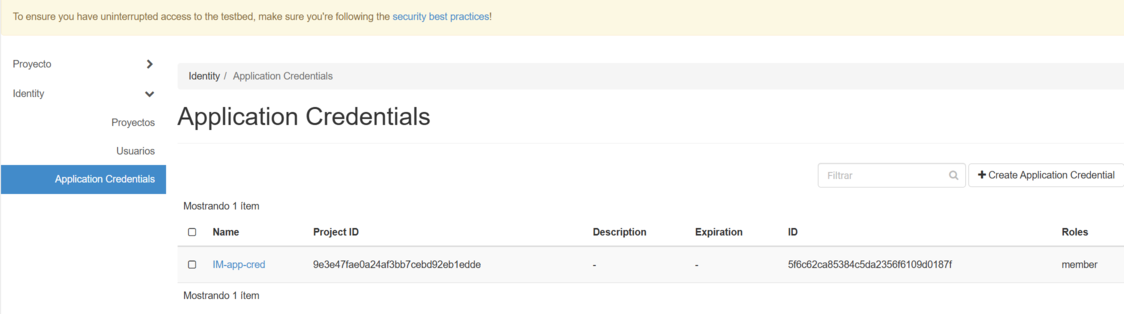 To ensure you have uninterrupted access to the testbed, make sure you're following the security best practices!
Proyecto
Identity
Proyectos
Usuarios
Application Credentials
Identity / Application Credentials
Application Credentials
Filtrar
+ Create Application Credential
Mostrando 1 ítem
Name Project ID Description Expiration ID Roles
IM-app-cred 9e3e47fae0a24af3bb7cebd92eb1edde - - 5f6c62ca85384c5da2356f6109d0187f member
Mostrando 1 ítem